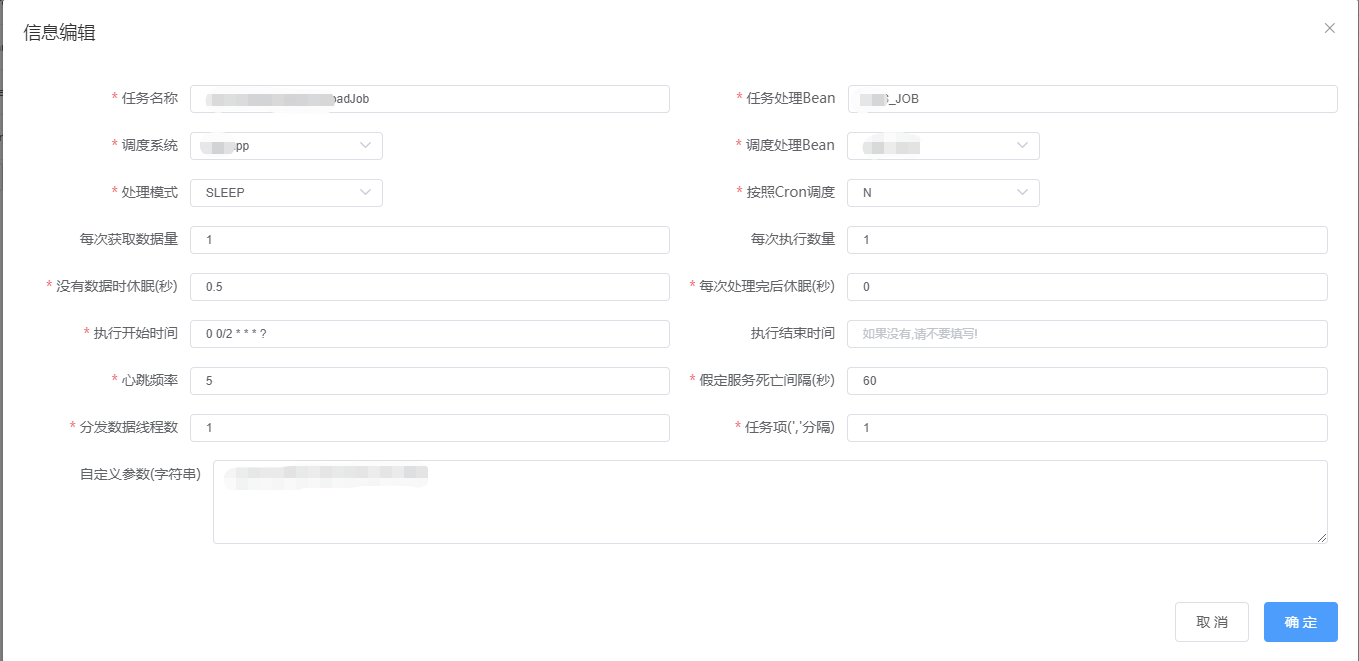 信息编辑
* 任务名称 oadJob * 任务处理Bean _JOB
* 调度系统 pp * 调度处理Bean
* 处理模式 SLEEP * 按照Cron调度 N
每次获取数据量 1 每次执行数量 1
* 没有数据时休眠(秒) 0.5 * 每次处理完后休眠(秒) 0
* 执行开始时间 0 0/2 * * * ? 执行结束时间 如果没有,请不要填写!
* 心跳频率 5 * 假定服务死亡间隔(秒) 60
* 分发数据线程数 1 * 任务项(','分隔) 1
自定义参数(字符串)
取 消 确 定